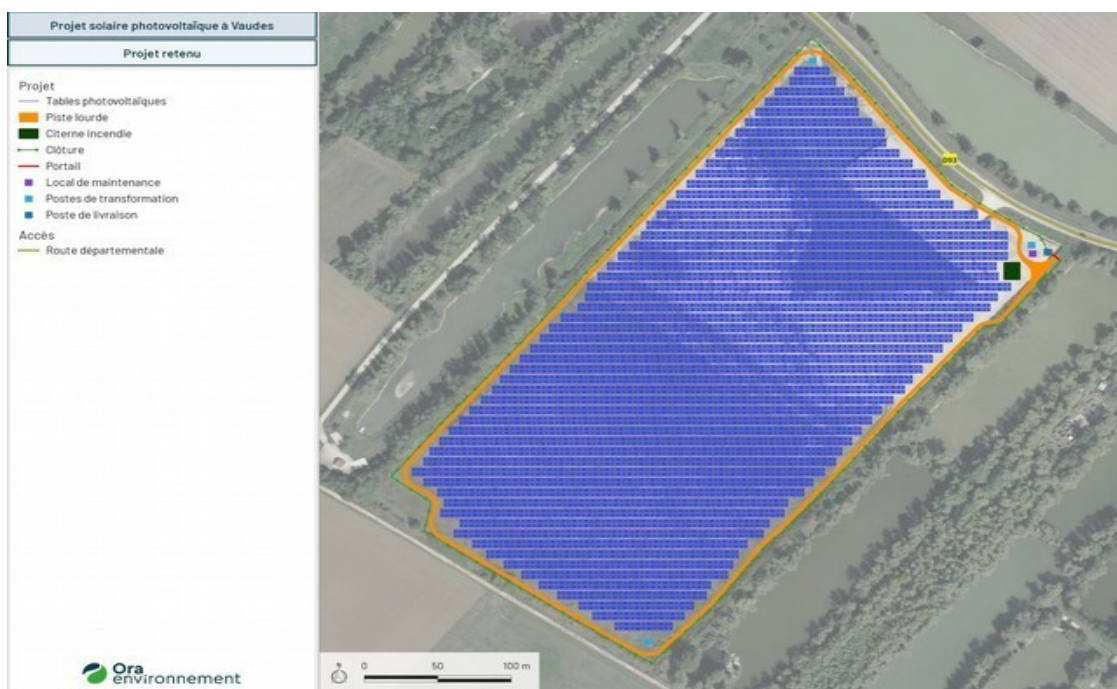 Projet solaire photovoltaïque à Vaudes
Projet retenu
Projet
Tables photovoltaïques
Piste lourde
Citerne incendie
Clôture
Portail
Local de maintenance
Postes de transformation
Poste de livraison
Accès
Route départementale
093
Ora
environnement
N
0 50 100 m